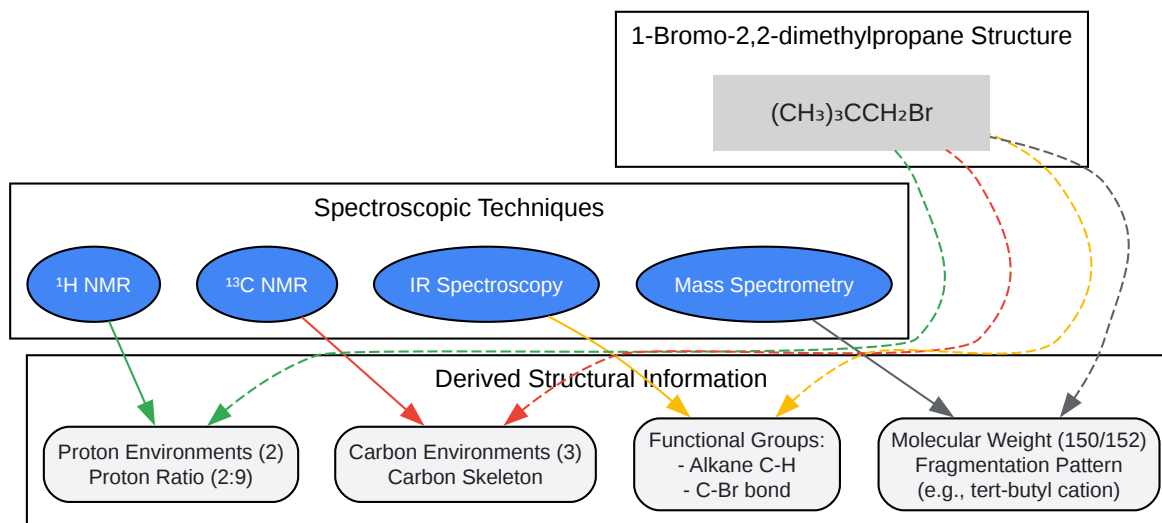 1-Bromo-2,2-dimethylpropane Structure
(CH₃)₃CCH₂Br
Spectroscopic Techniques
¹H NMR
¹³C NMR
IR Spectroscopy
Mass Spectrometry
Derived Structural Information
Proton Environments (2)
Proton Ratio (2:9)
Carbon Environments (3)
Carbon Skeleton
Functional Groups:
- Alkane C-H
- C-Br bond
Molecular Weight (150/152)
Fragmentation Pattern
(e.g., tert-butyl cation)